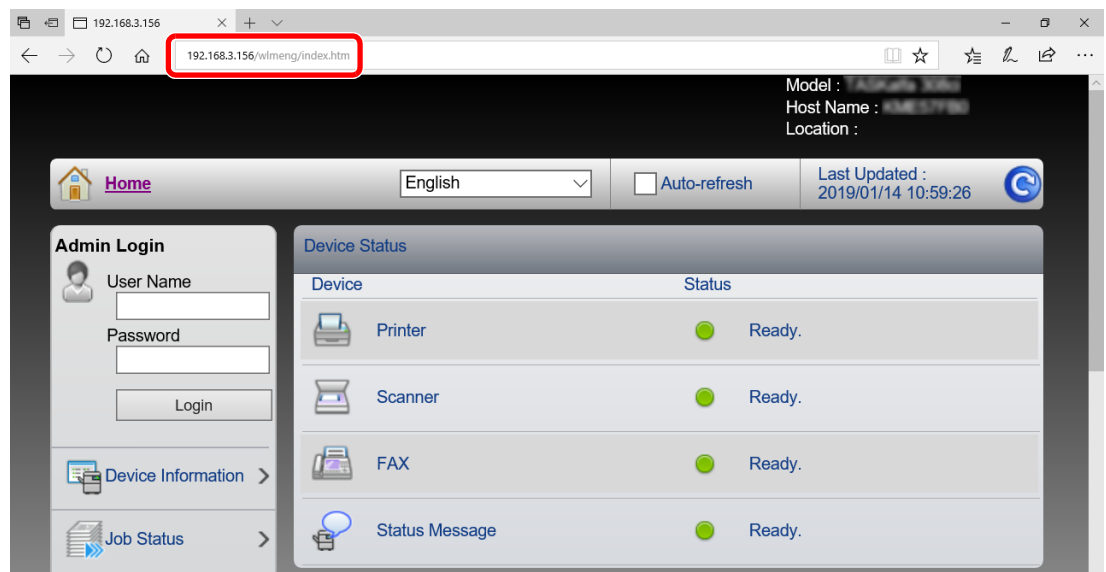 192.168.3.156
192.168.3.156/wlmeng/index.htm
Model :
Host Name :
Location :
Home
English
Auto-refresh
Last Updated :
2019/01/14 10:59:26
Admin Login
User Name
Password
Login
Device Information
Job Status
Device Status
Device Status
Printer Ready.
Scanner Ready.
FAX Ready.
Status Message Ready.